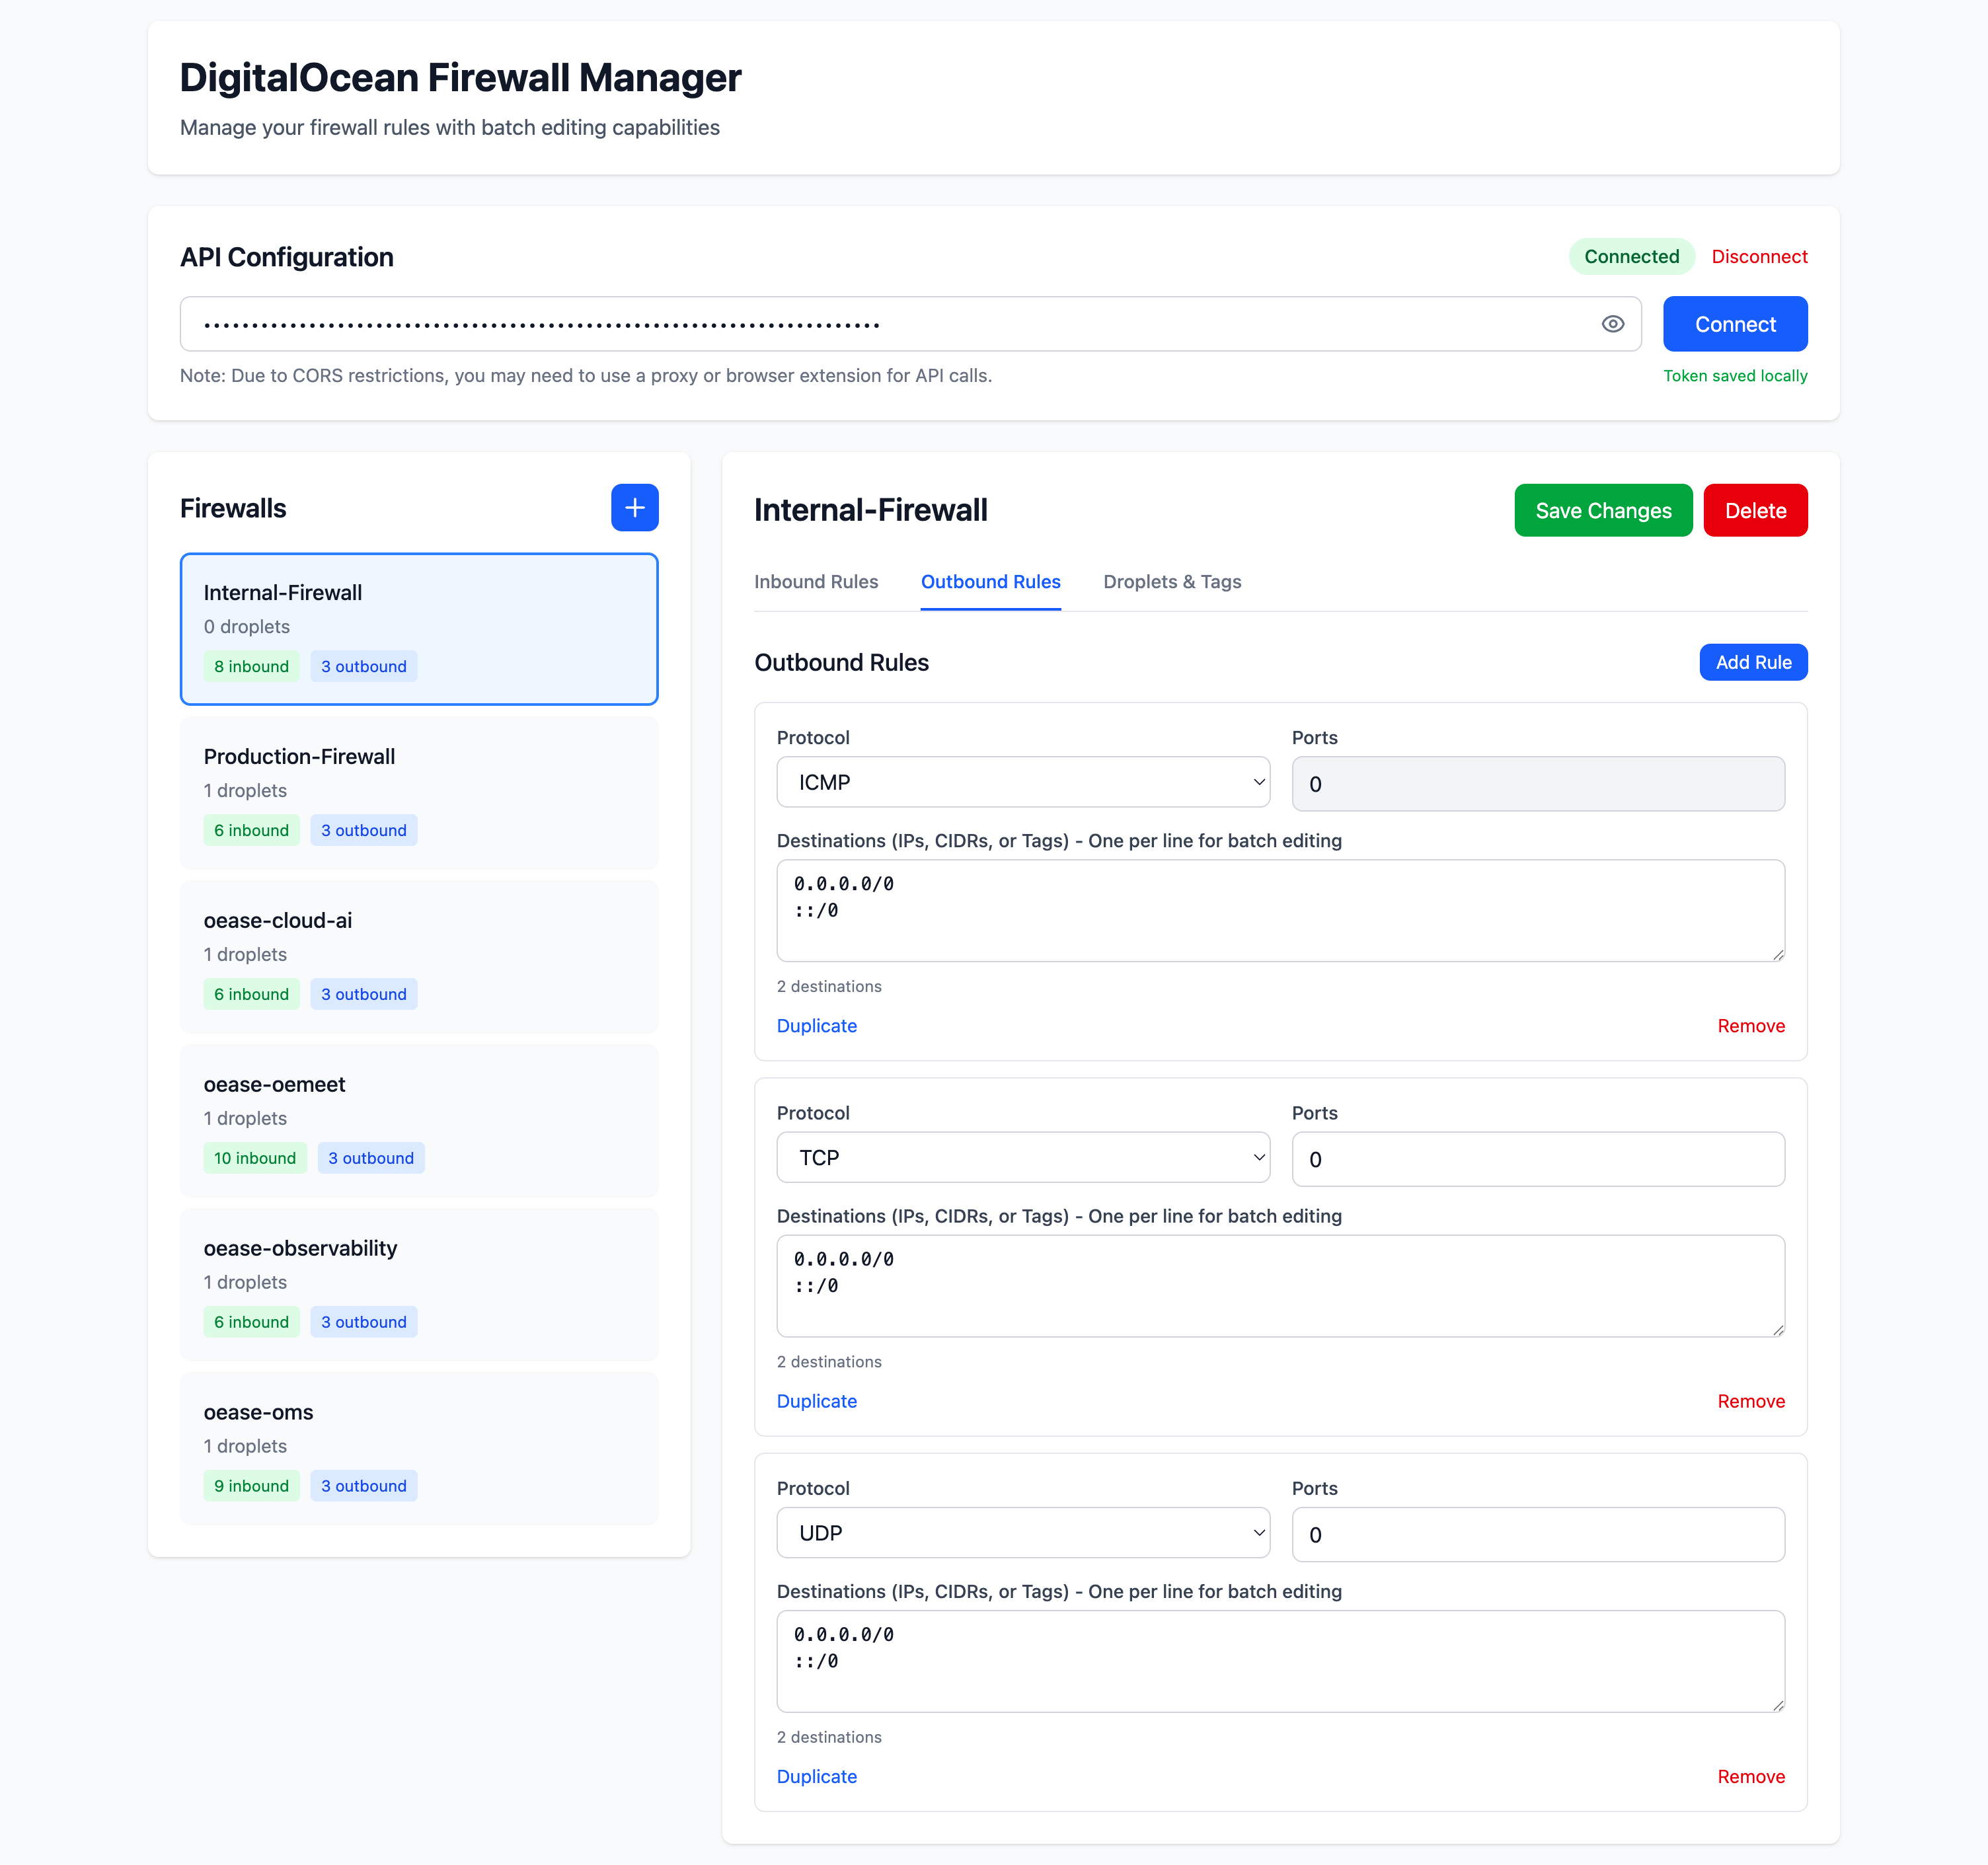 DigitalOcean Firewall Manager
Manage your firewall rules with batch editing capabilities
API Configuration
Connected
Disconnect
Connect
Note: Due to CORS restrictions, you may need to use a proxy or browser extension for API calls.
Token saved locally
Firewalls
Internal-Firewall
0 droplets
8 inbound
3 outbound
Production-Firewall
1 droplets
6 inbound
3 outbound
oease-cloud-ai
1 droplets
6 inbound
3 outbound
oease-oemeet
1 droplets
10 inbound
3 outbound
oease-observability
1 droplets
6 inbound
3 outbound
oease-oms
1 droplets
9 inbound
3 outbound
Internal-Firewall
Save Changes
Delete
Inbound Rules
Outbound Rules
Droplets & Tags
Outbound Rules
Add Rule
Protocol
Ports
ICMP
0
Destinations (IPs, CIDRs, or Tags) - One per line for batch editing
0.0.0.0/0
::/0
2 destinations
Duplicate
Remove
Protocol
Ports
TCP
0
Destinations (IPs, CIDRs, or Tags) - One per line for batch editing
0.0.0.0/0
::/0
2 destinations
Duplicate
Remove
Protocol
Ports
UDP
0
Destinations (IPs, CIDRs, or Tags) - One per line for batch editing
0.0.0.0/0
::/0
2 destinations
Duplicate
Remove